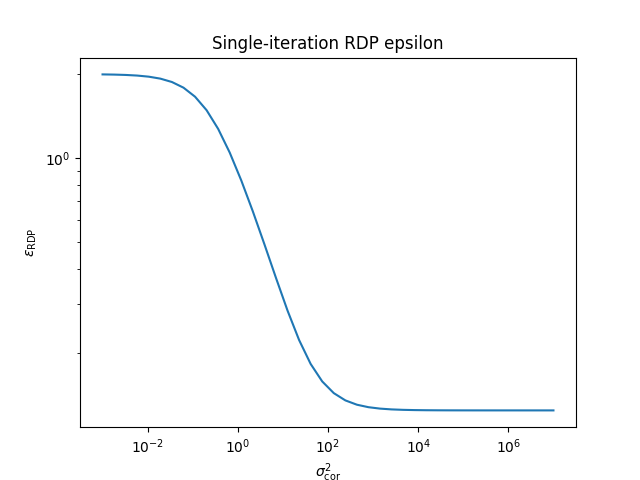 Single-iteration RDP epsilon
10⁰
ε_RDP
10⁻² 10⁰ 10² 10⁴ 10⁶
σ²_cor